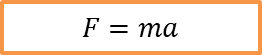 F = ma